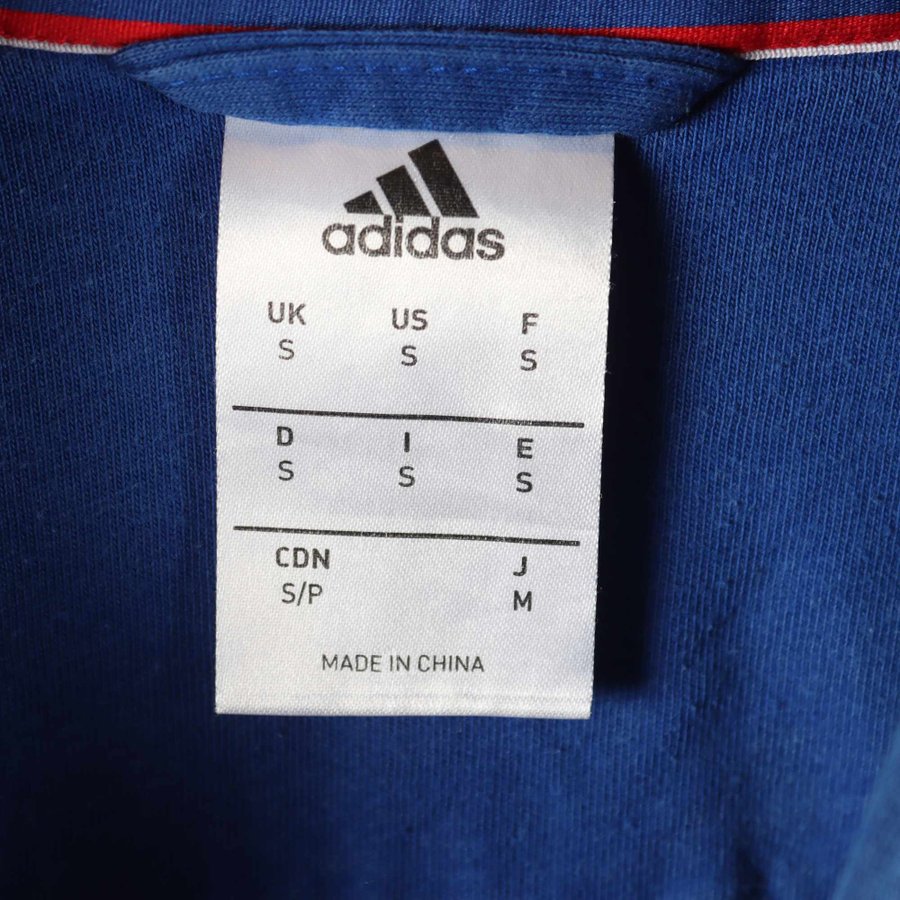 adidas
UK US F
S S S
D I E
S S S
CDN J
S/P M
MADE IN CHINA